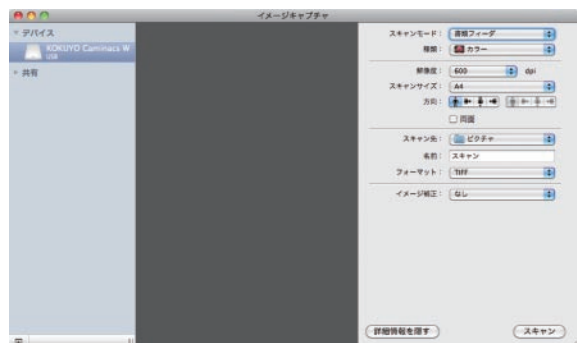 イメージキャプチャ
デバイス
KOKUYO Caminacs W
USB
共有
スキャンモード： 書類フィーダ
種類： カラー
解像度： 600 dpi
スキャンサイズ： A4
方向：
両面
スキャン先： ピクチャ
名前： スキャン
フォーマット： TIFF
イメージ補正： なし
詳細情報を隠す
スキャン